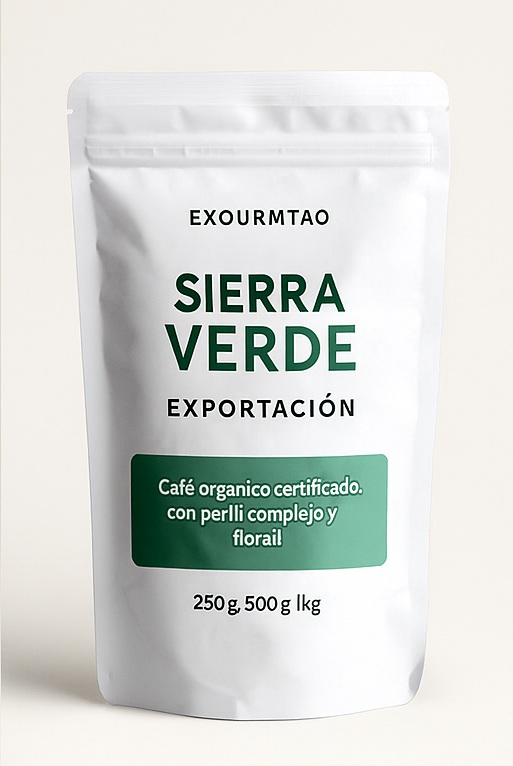 EXOURMTAO
SIERRA
VERDE
EXPORTACIÓN
Café organico certificado.
con perlli complejo y
florail
250 g, 500 g lkg